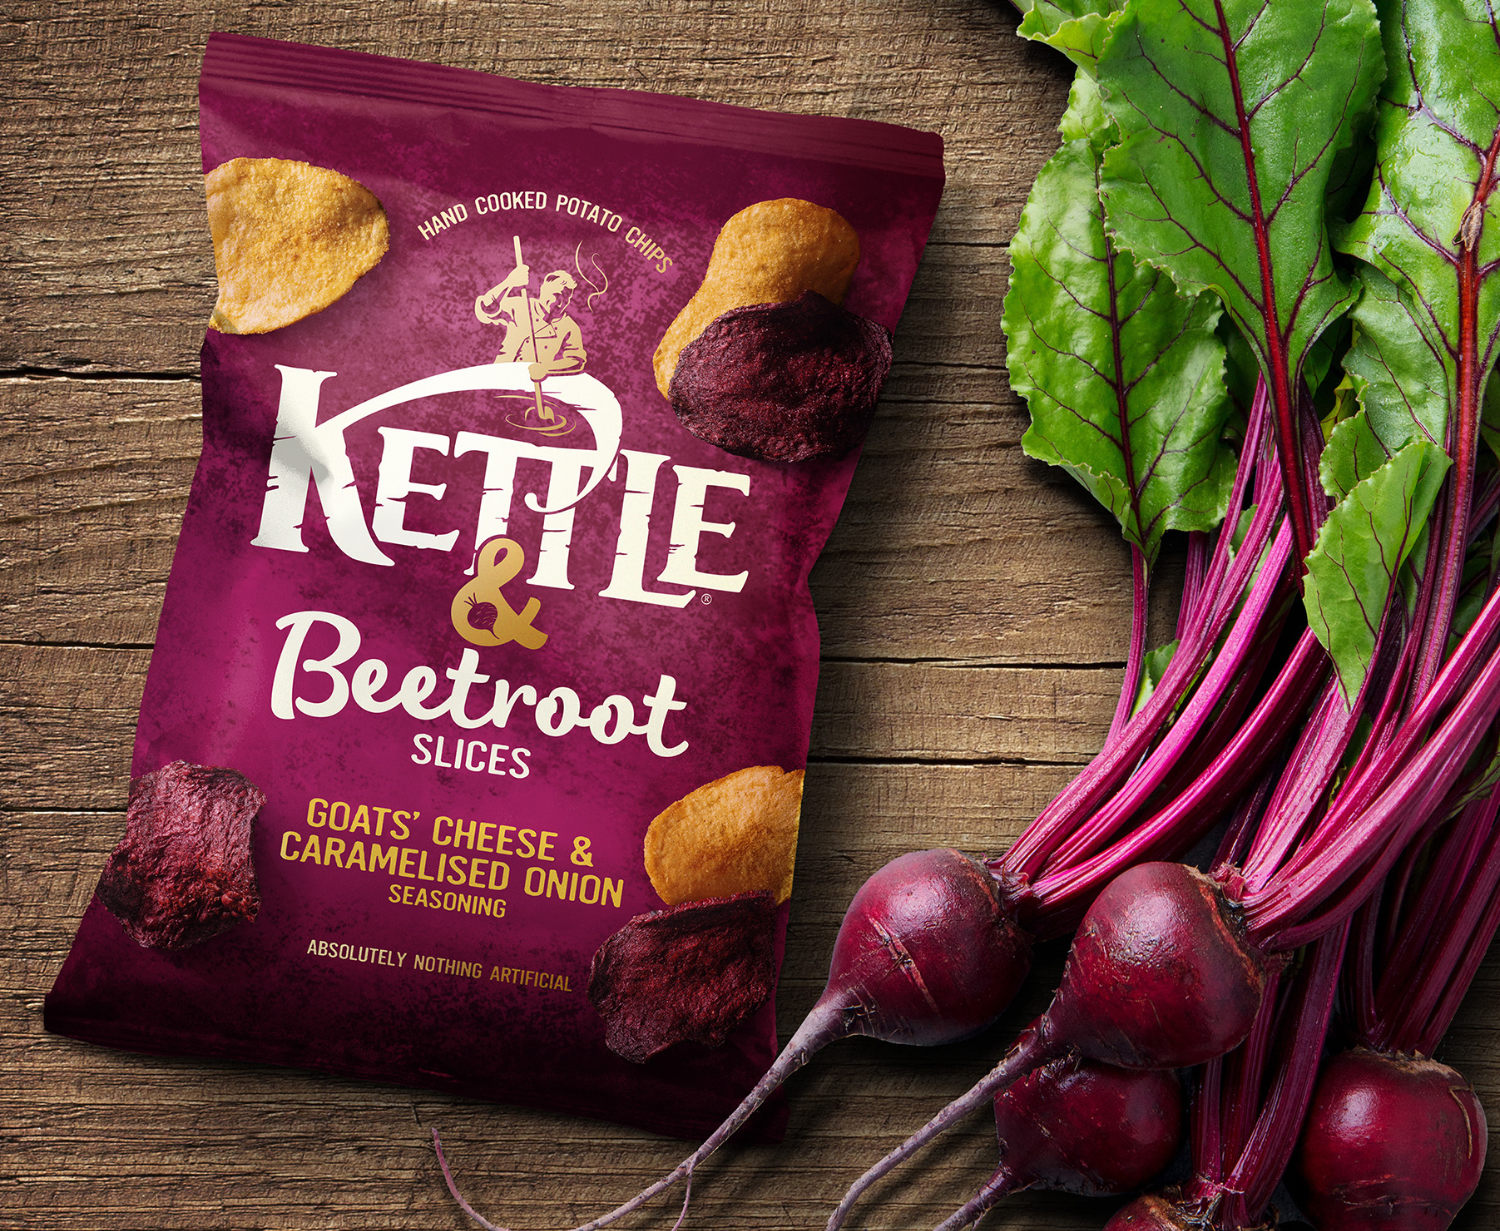 HAND COOKED POTATO CHIPS
KETTLE
®
&
Beetroot
SLICES
GOATS' CHEESE &
CARAMELISED ONION
SEASONING
ABSOLUTELY NOTHING ARTIFICIAL